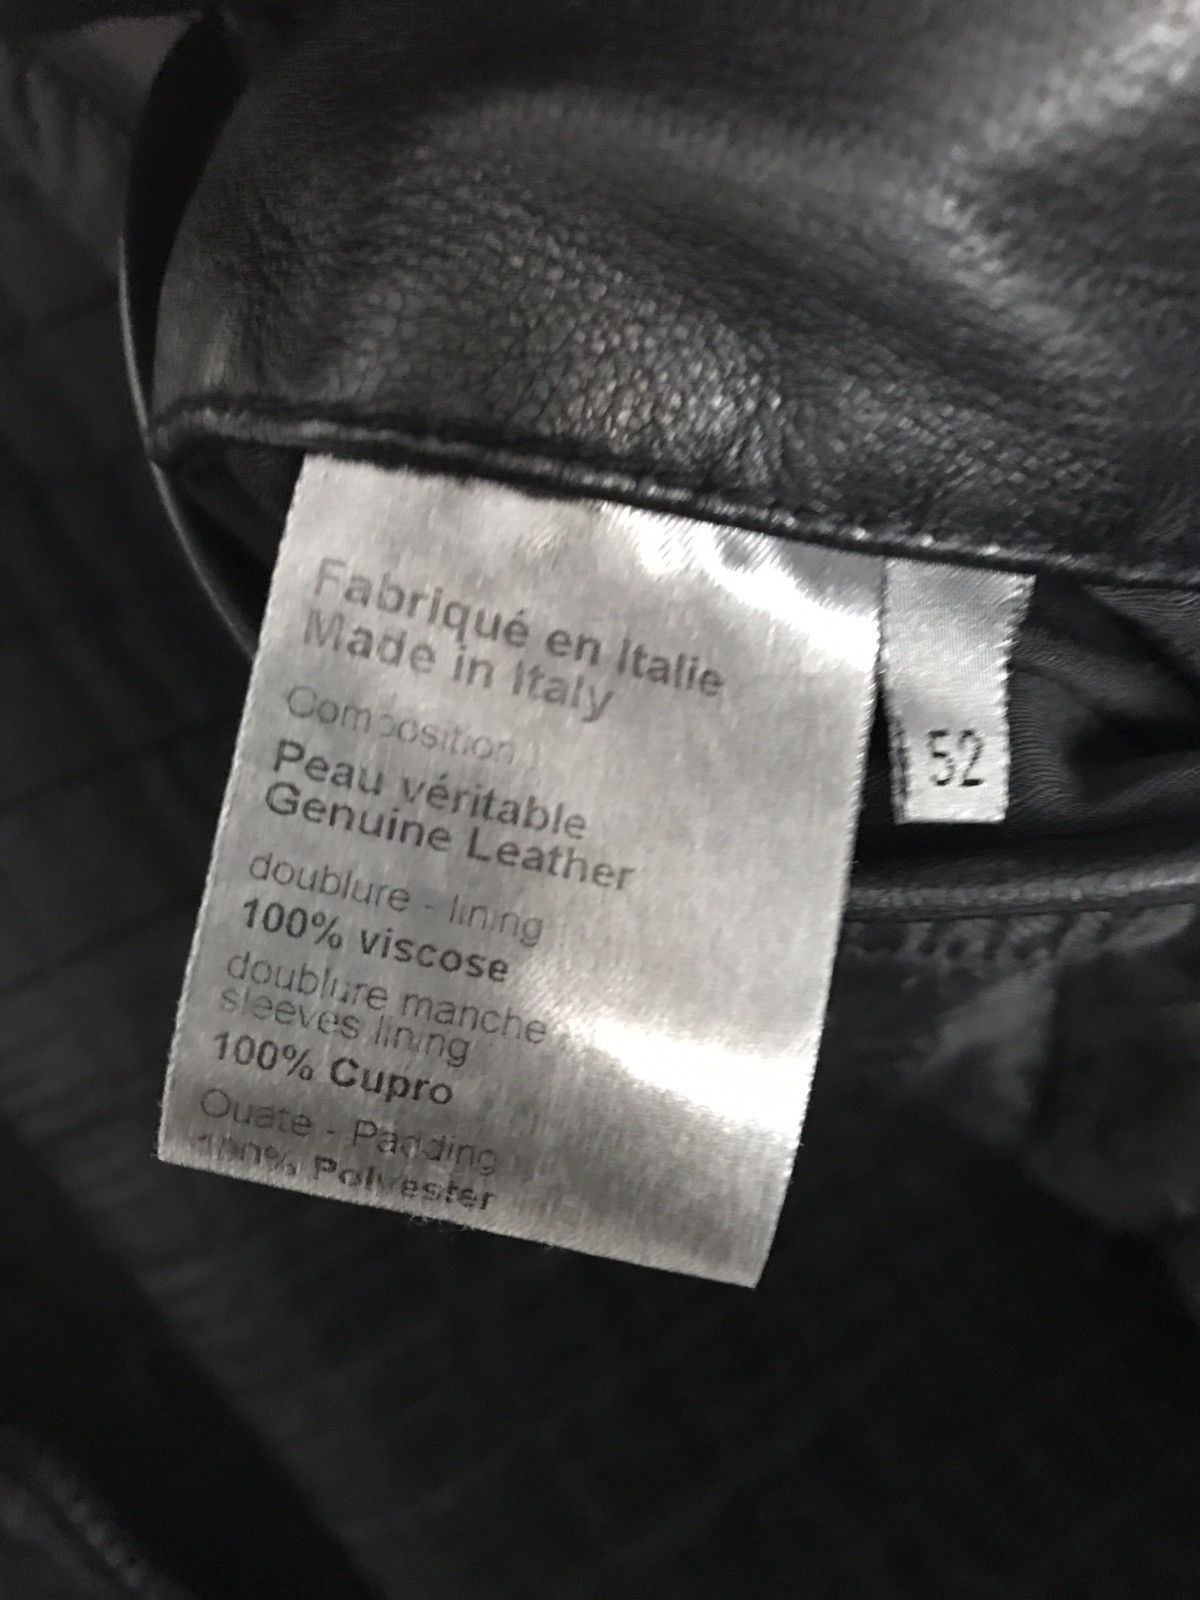 Fabriqué en Italie
Made in Italy
Composition
Peau véritable
Genuine Leather
doublure - lining
100% viscose
doublure manche
sleeves lining
100% Cupro
Ouate - Padding
100% Polyester
52